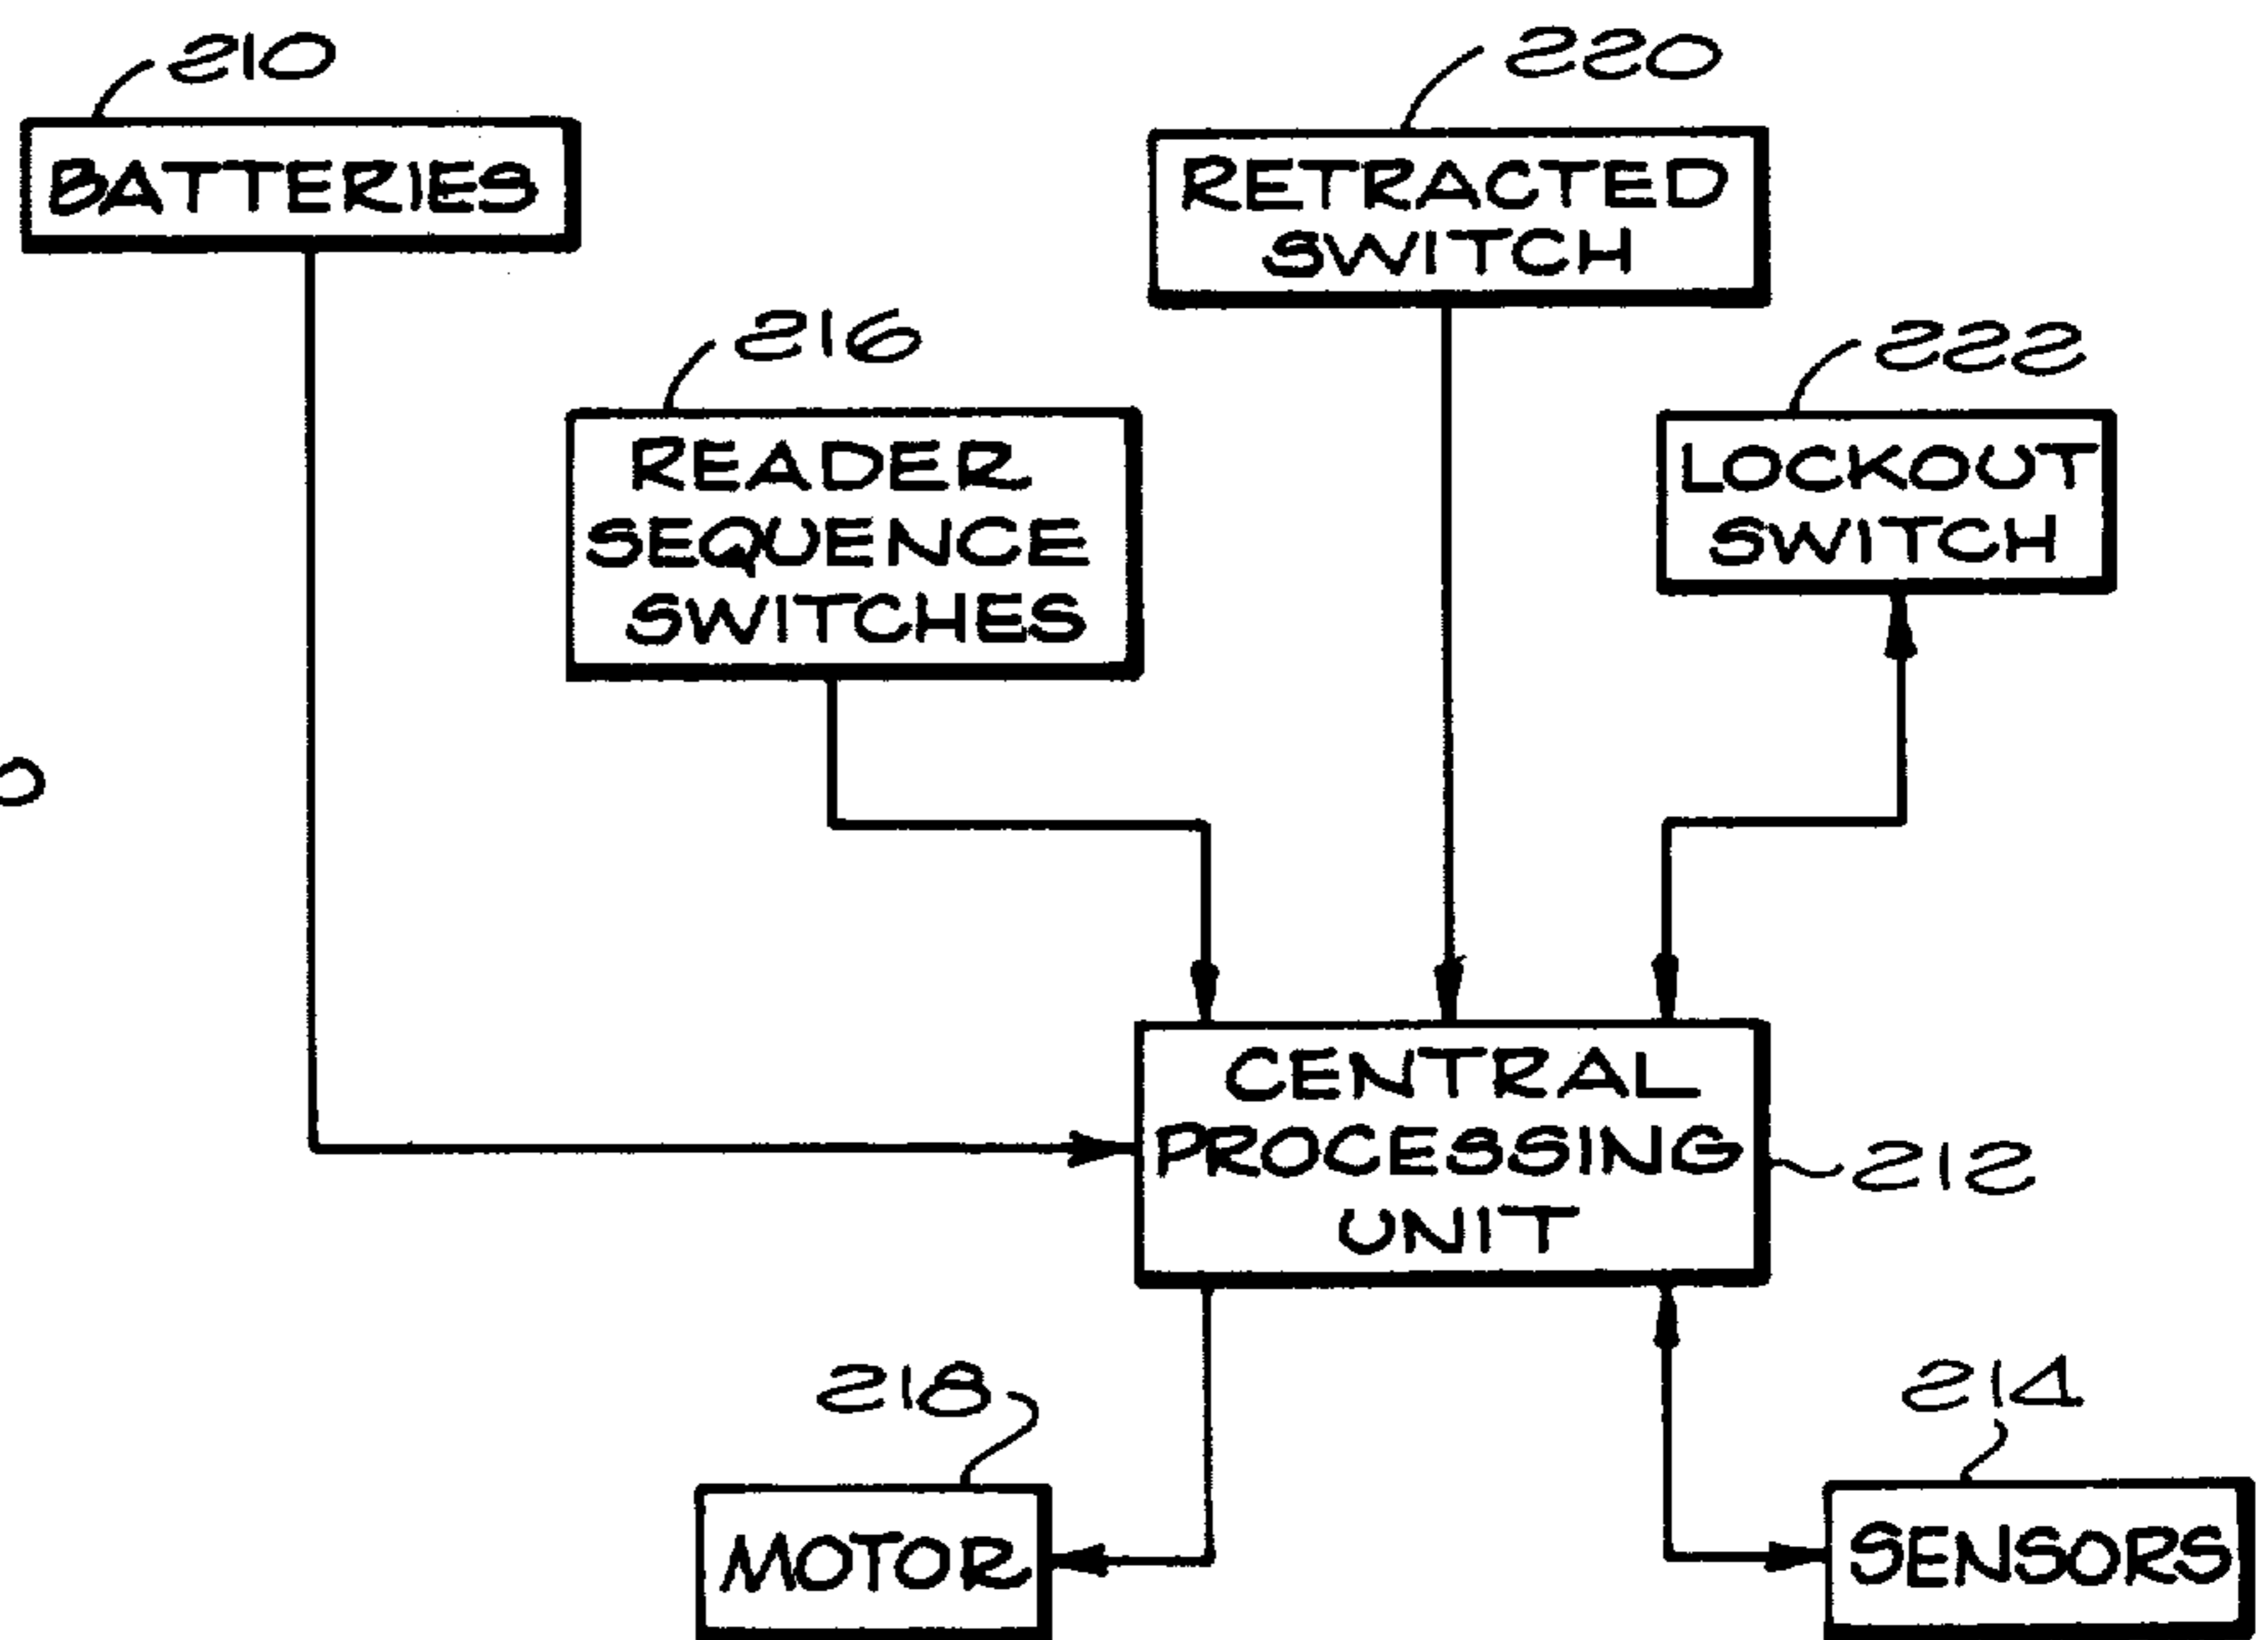 210
BATTERIES
220
RETRACTED
SWITCH
216
READER
SEQUENCE
SWITCHES
222
LOCKOUT
SWITCH
CENTRAL
PROCESSING
UNIT
212
218
MOTOR
214
SENSORS